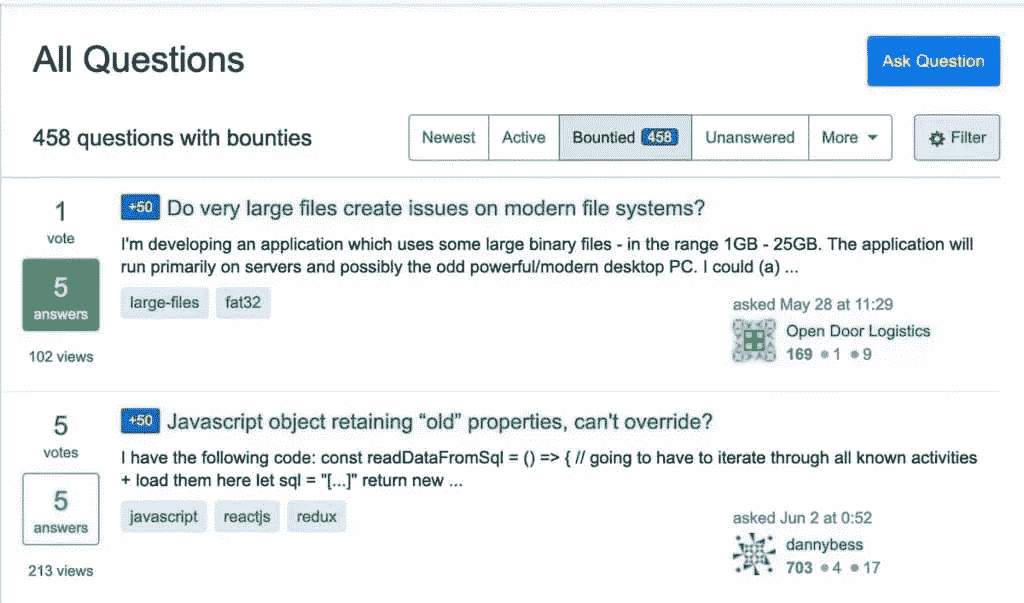 All Questions
Ask Question
458 questions with bounties
Newest
Active
Bountied 458
Unanswered
More
Filter
1
vote
5
answers
102 views
+50 Do very large files create issues on modern file systems?
I'm developing an application which uses some large binary files - in the range 1GB - 25GB. The application will
run primarily on servers and possibly the odd powerful/modern desktop PC. I could (a) ...
large-files
fat32
asked May 28 at 11:29
Open Door Logistics
169 ●1 ●9
5
votes
5
answers
213 views
+50 Javascript object retaining “old” properties, can't override?
I have the following code: const readDataFromSql = () => { // going to have to iterate through all known activities
+ load them here let sql = "[...]" return new ...
javascript
reactjs
redux
asked Jun 2 at 0:52
dannybess
703 ●4 ●17